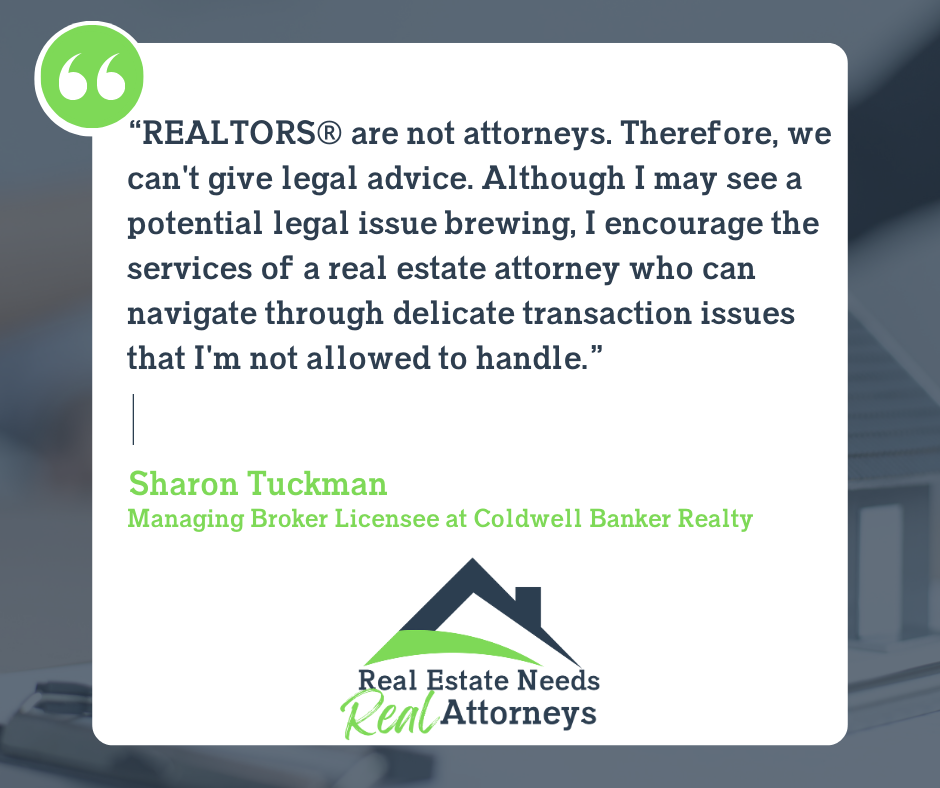 “REALTORS® are not attorneys. Therefore, we
can't give legal advice. Although I may see a
potential legal issue brewing, I encourage the
services of a real estate attorney who can
navigate through delicate transaction issues
that I'm not allowed to handle.”
Sharon Tuckman
Managing Broker Licensee at Coldwell Banker Realty
Real Estate Needs
Real Attorneys